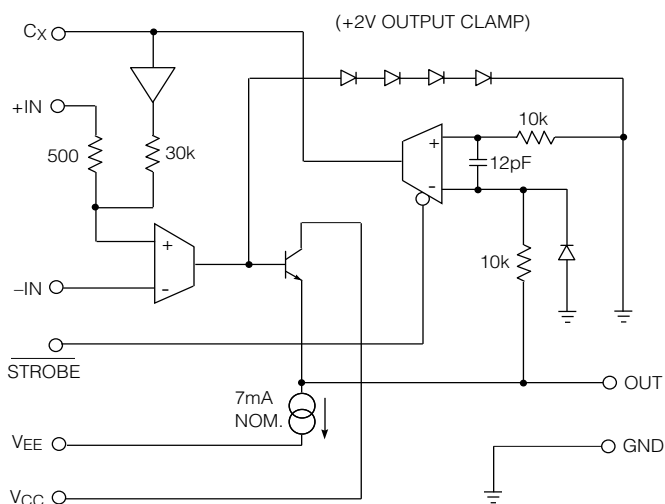 CX
(+2V OUTPUT CLAMP)
+IN
10k
500
30k
+
12pF
-
+
10k
–IN
-
STROBE
OUT
7mA
NOM.
VEE
GND
VCC